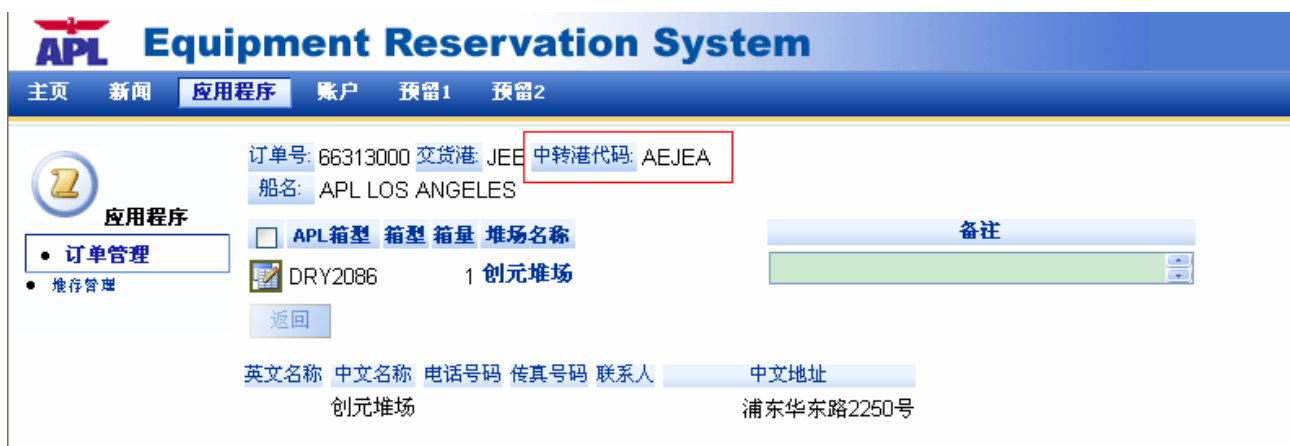 APL Equipment Reservation System
主页 新闻 应用程序 账户 预留1 预留2
订单号: 66313000 交货港: JEE 中转港代码: AEJEA
船名: APL LOS ANGELES
应用程序
APL箱型 箱型 箱量 堆场名称 备注
• 订单管理
DRY2086 1 创元堆场
• 堆存管理
返回
英文名称 中文名称 电话号码 传真号码 联系人 中文地址
创元堆场 浦东华东路2250号